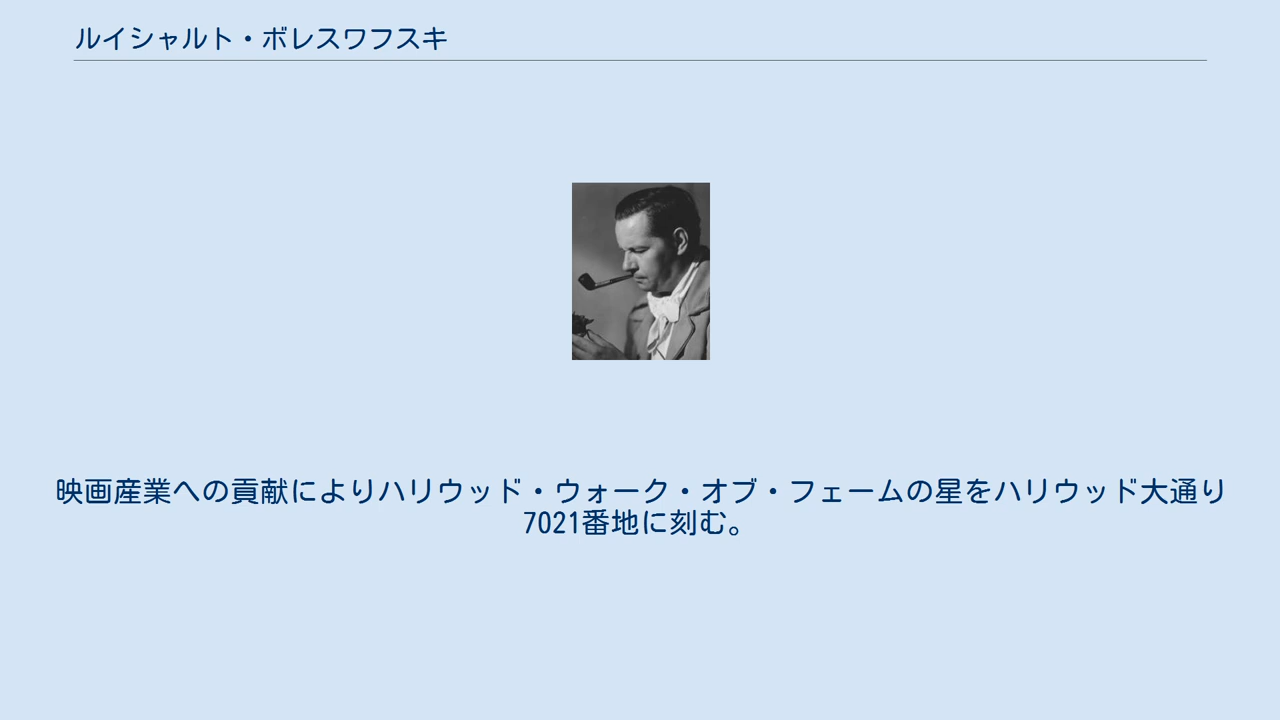 ルイシャルト・ボレスワフスキ
映画産業への貢献によりハリウッド・ウォーク・オブ・フェームの星をハリウッド大通り
7021番地に刻む。